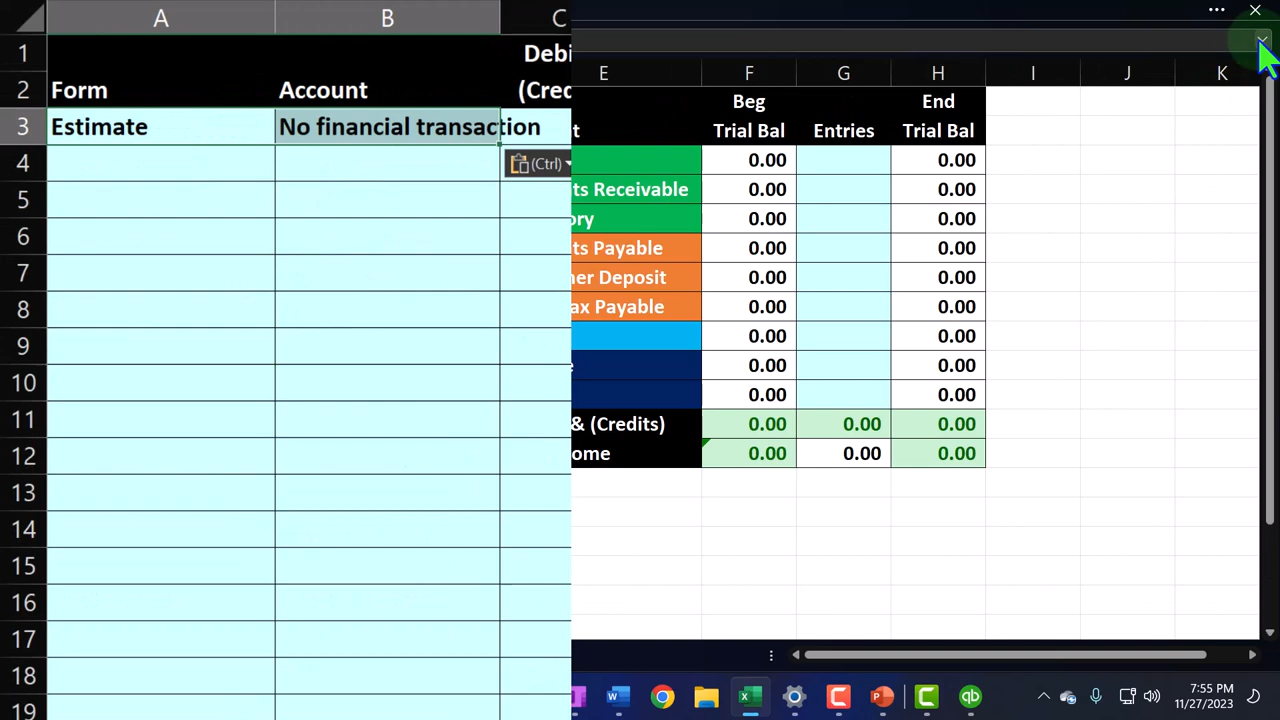 A B C
1 Debi
2 Form Account (Cred
3 Estimate No financial transaction
4 (Ctrl)
5
6
7
8
9
10
11
12
13
14
15
16
17
18
19
E F G H I J K
Beg End
t Trial Bal Entries Trial Bal
0.00 0.00
ts Receivable 0.00 0.00
ory 0.00 0.00
ts Payable 0.00 0.00
ner Deposit 0.00 0.00
ax Payable 0.00 0.00
0.00 0.00
e 0.00 0.00
0.00 0.00
& (Credits) 0.00 0.00 0.00
ome 0.00 0.00 0.00
7:55 PM
11/27/2023